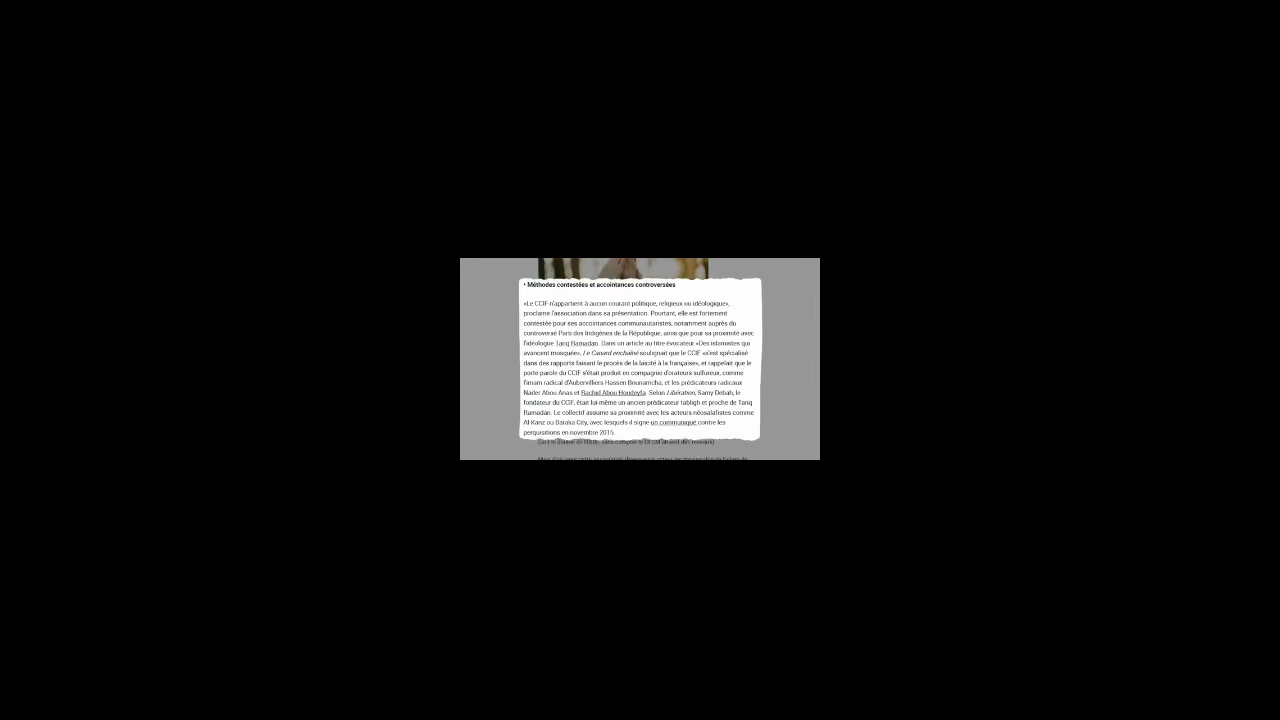 • Méthodes contestées et accointances controversées
«Le CCIF n'appartient à aucun courant politique, religieux ou idéologique»,
proclame l'association dans sa présentation. Pourtant, elle est fortement
contestée pour ses accointances communautaristes, notamment auprès du
controversé Parti des Indigènes de la République, ainsi que pour sa proximité avec
l'idéologue Tariq Ramadan. Dans un article au titre évocateur «Des islamistes qui
avancent mosquée», Le Canard enchaîné soulignait que le CCIF «s'est spécialisé
dans des rapports faisant le procès de la laïcité à la française», et rappelait que le
porte-parole du CCIF s'était produit en compagnie d'orateurs sulfureux, comme
l'imam radical d'Aubervilliers Hassen Bounamcha, et les prédicateurs radicaux
Nader Abou Anas et Rachid Abou Houdeyfa. Selon Libération, Samy Debah, le
fondateur du CCIF, était lui-même un ancien prédicateur tabligh et proche de Tariq
Ramadan. Le collectif assume sa proximité avec les acteurs néosalafistes comme
Al-Kanz ou Baraka City, avec lesquels il signe un communiqué contre les
perquisitions en novembre 2015.